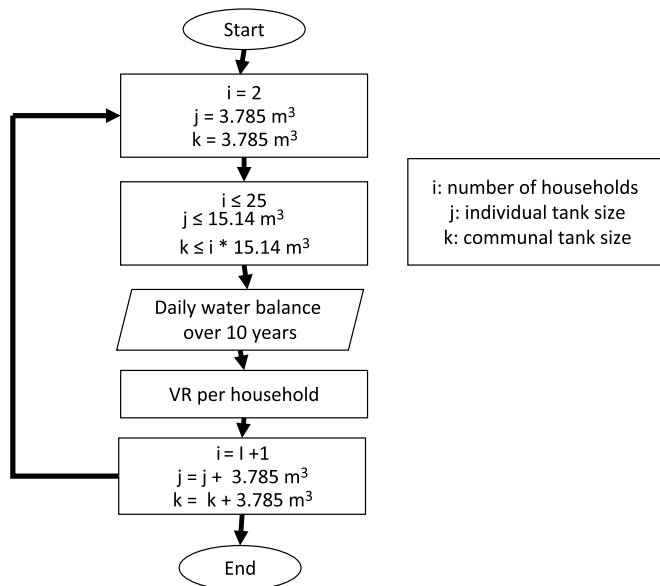 Start
i = 2
j = 3.785 m³
k = 3.785 m³
i ≤ 25
j ≤ 15.14 m³
k ≤ i * 15.14 m³
i: number of households
j: individual tank size
k: communal tank size
Daily water balance
over 10 years
VR per household
i = I +1
j = j + 3.785 m³
k = k + 3.785 m³
End